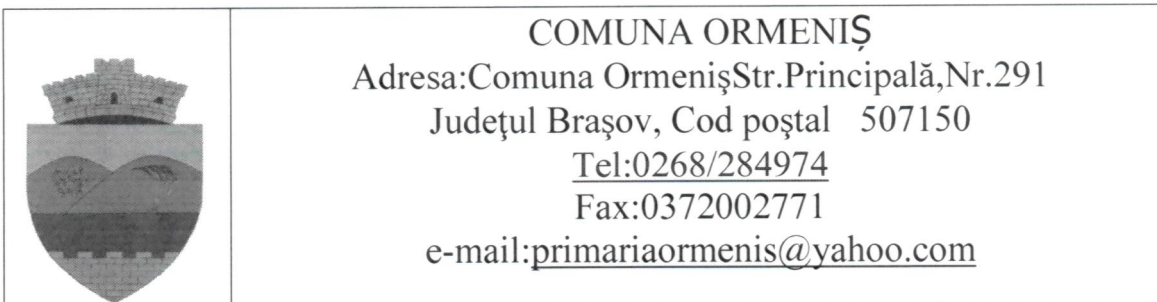 COMUNA ORMENIȘ
Adresa:Comuna OrmenişStr.Principală,Nr.291
Judeţul Braşov, Cod poştal 507150
Tel:0268/284974
Fax:0372002771
e-mail:primariaormenis@yahoo.com